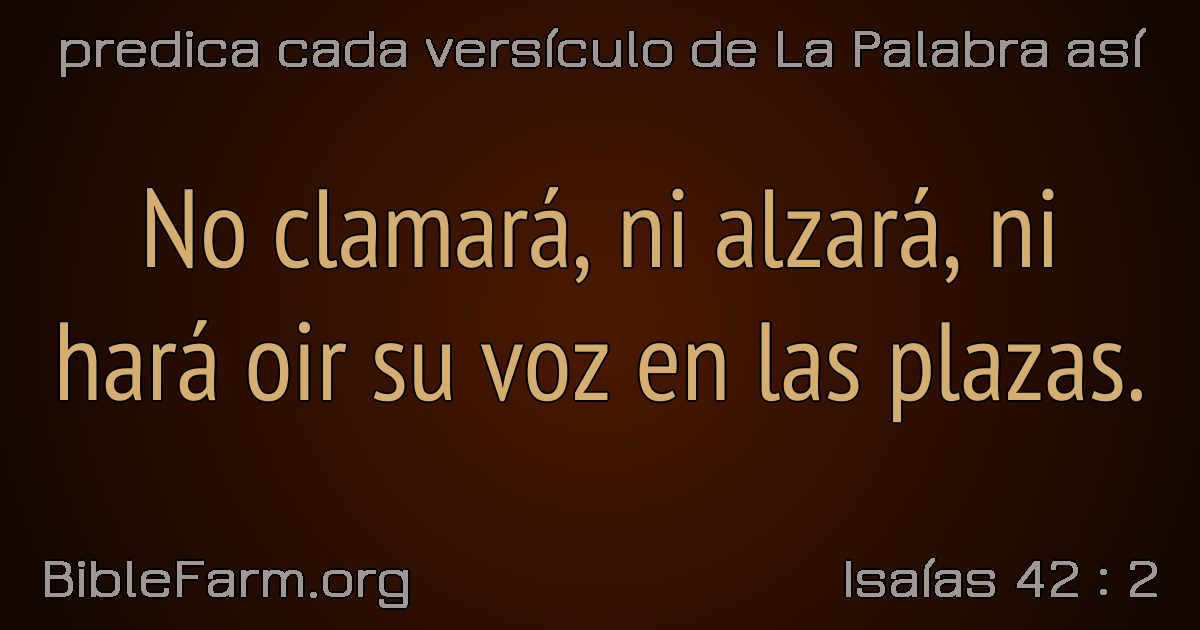 predica cada versículo de La Palabra así
No clamará, ni alzará, ni
hará oir su voz en las plazas.
BibleFarm.org
Isaías 42 : 2